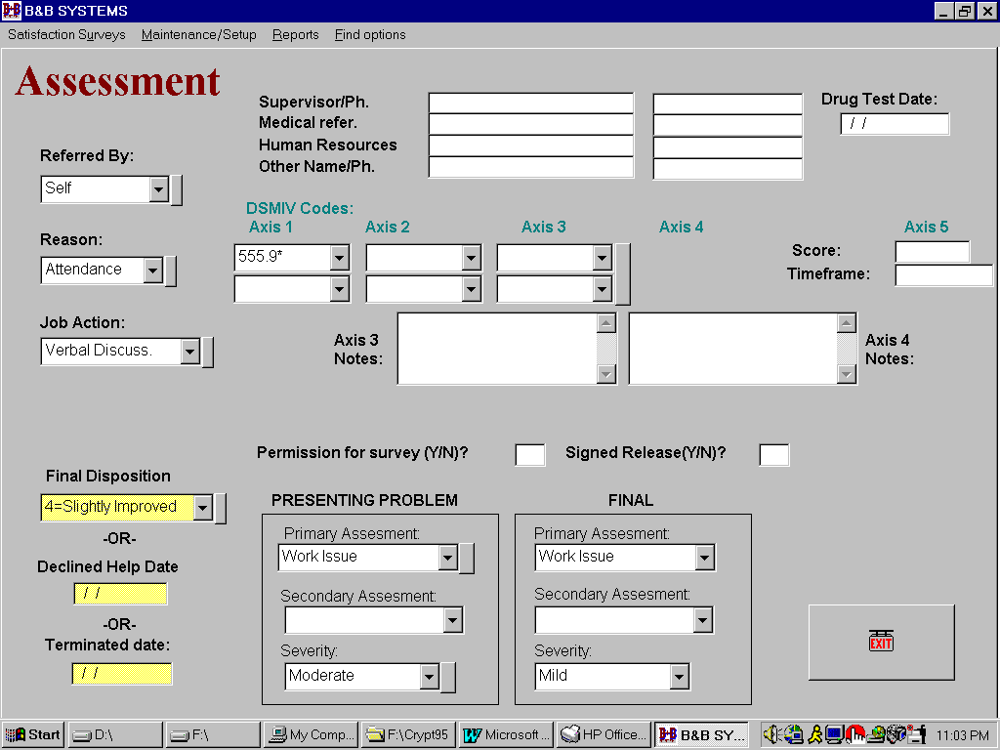 B&B SYSTEMS
Satisfaction Surveys Maintenance/Setup Reports Find options
Assessment
Supervisor/Ph.
Medical refer.
Human Resources
Other Name/Ph.
Drug Test Date:
/ /
Referred By:
Self
DSMIV Codes:
Axis 1 Axis 2 Axis 3 Axis 4 Axis 5
Reason:
Attendance
555.9*
Score:
Timeframe:
Job Action:
Verbal Discuss.
Axis 3
Notes:
Axis 4
Notes:
Permission for survey (Y/N)? Signed Release(Y/N)?
Final Disposition
4=Slightly Improved
-OR-
Declined Help Date
/ /
-OR-
Terminated date:
/ /
PRESENTING PROBLEM
Primary Assesment:
Work Issue
Secondary Assesment:
Severity:
Moderate
FINAL
Primary Assesment:
Work Issue
Secondary Assesment:
Severity:
Mild
EXIT
Start D:\ F:\ My Comp... F:\Crypt95 Microsoft ... HP Office... B&B SY... 11:03 PM